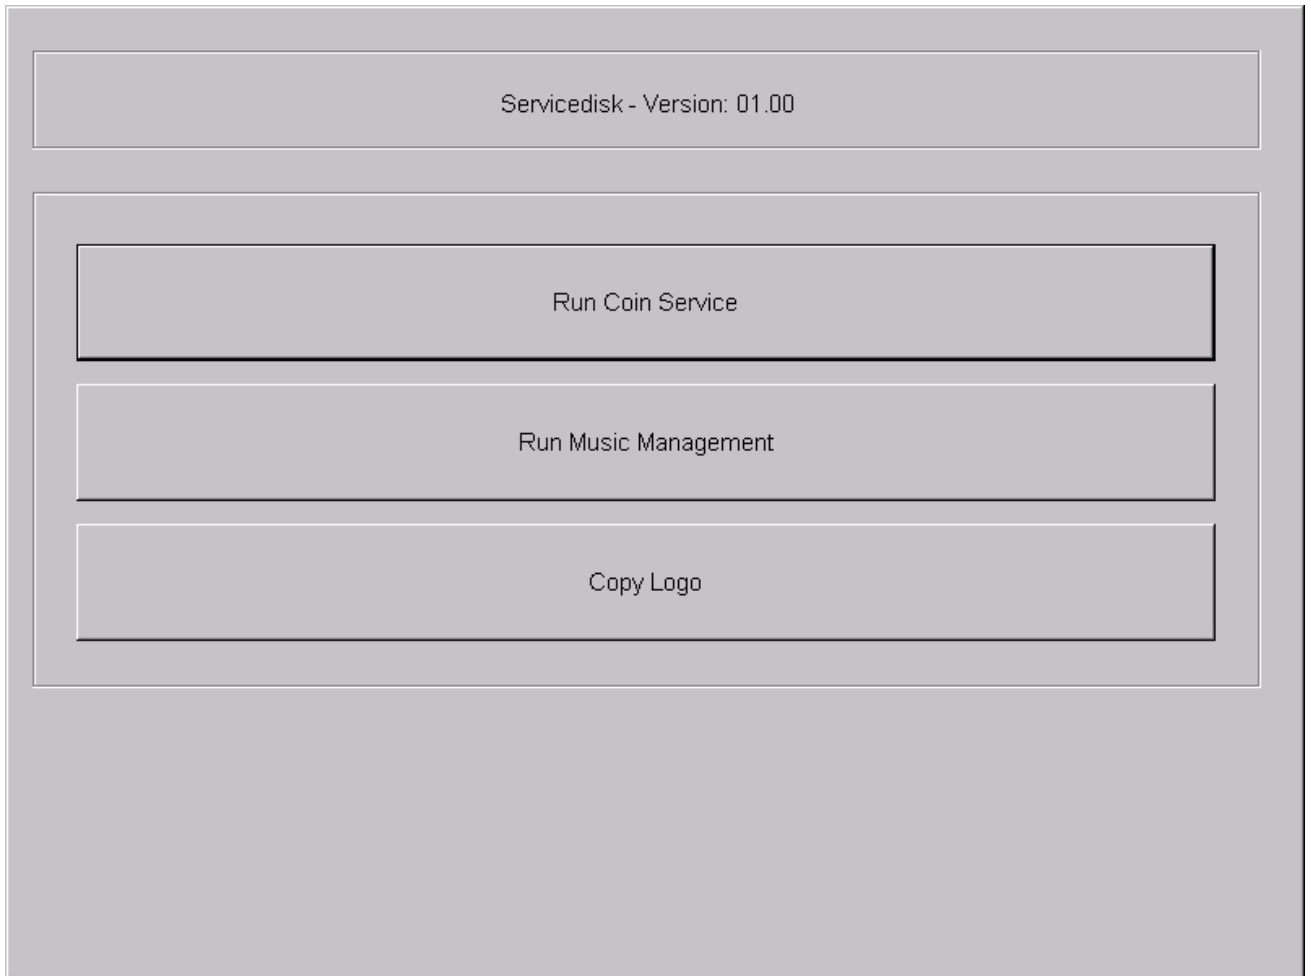 Servicedisk - Version: 01.00
Run Coin Service
Run Music Management
Copy Logo